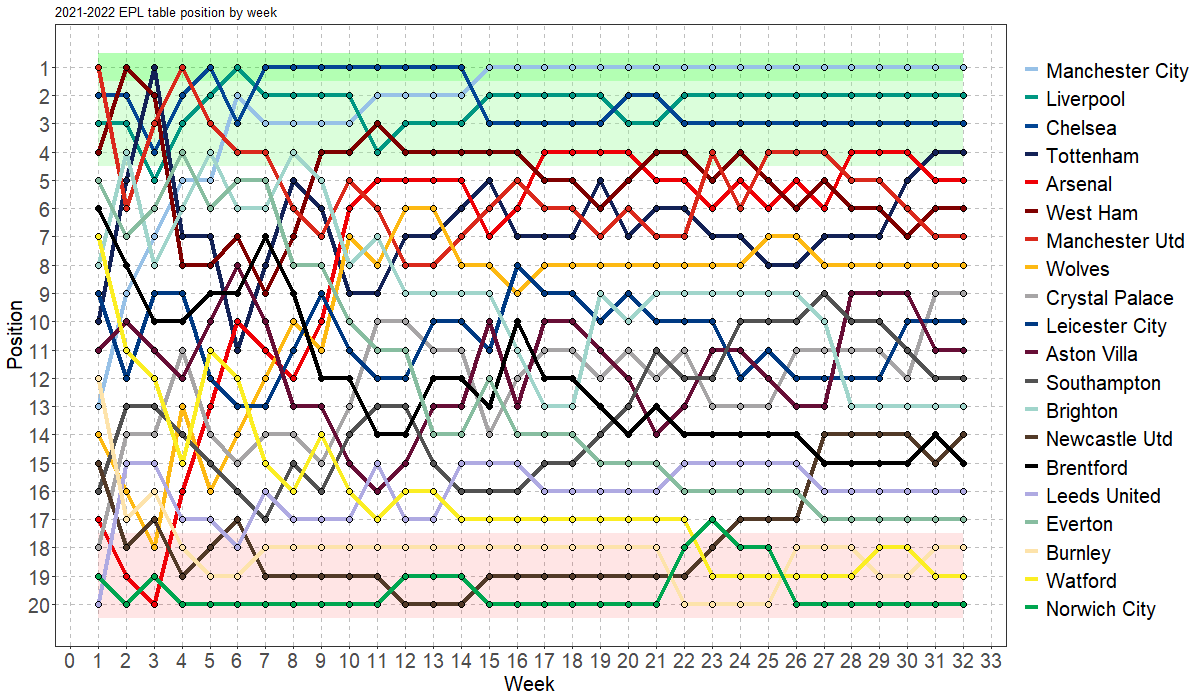 2021-2022 EPL table position by week
Position
1
2
3
4
5
6
7
8
9
10
11
12
13
14
15
16
17
18
19
20
0 1 2 3 4 5 6 7 8 9 10 11 12 13 14 15 16 17 18 19 20 21 22 23 24 25 26 27 28 29 30 31 32 33
Week
Manchester City
Liverpool
Chelsea
Tottenham
Arsenal
West Ham
Manchester Utd
Wolves
Crystal Palace
Leicester City
Aston Villa
Southampton
Brighton
Newcastle Utd
Brentford
Leeds United
Everton
Burnley
Watford
Norwich City